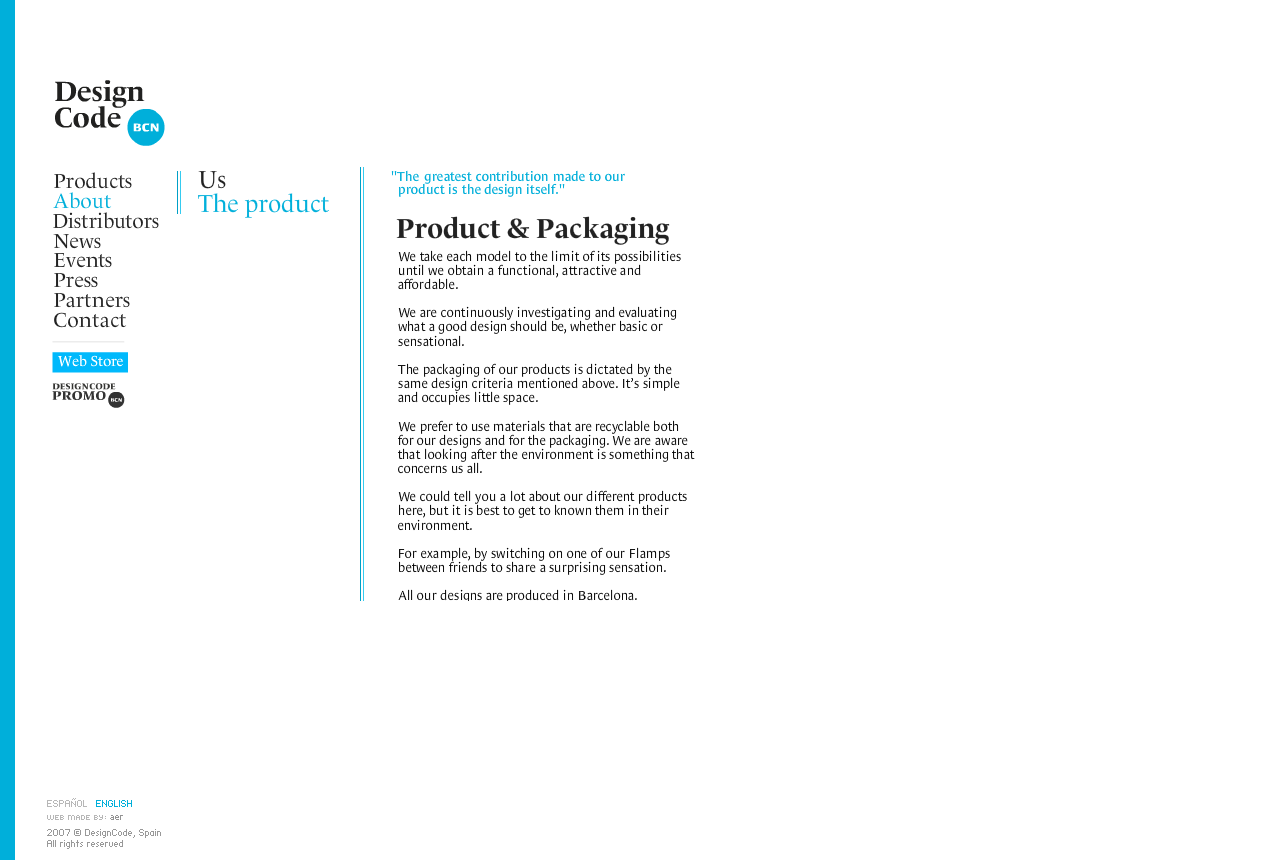 Design
Code
BCN
Products
About
Distributors
News
Events
Press
Partners
Contact
Web Store
DESIGNCODE
PROMO BCN
Us
The product
"The greatest contribution made to our
product is the design itself."
Product & Packaging
We take each model to the limit of its possibilities
until we obtain a functional, attractive and
affordable.
We are continuously investigating and evaluating
what a good design should be, whether basic or
sensational.
The packaging of our products is dictated by the
same design criteria mentioned above. It's simple
and occupies little space.
We prefer to use materials that are recyclable both
for our designs and for the packaging. We are aware
that looking after the environment is something that
concerns us all.
We could tell you a lot about our different products
here, but it is best to get to known them in their
environment.
For example, by switching on one of our Flamps
between friends to share a surprising sensation.
All our designs are produced in Barcelona.
ESPAÑOL ENGLISH
WEB MADE BY: aer
2007 © DesignCode, Spain
All rights reserved